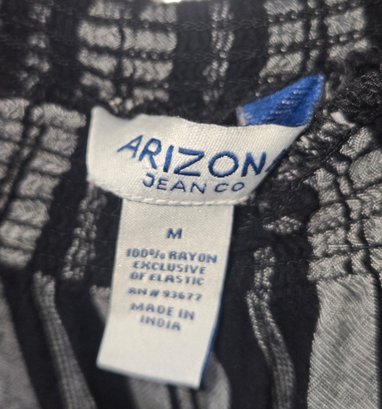 ARIZON
JEAN CO
M
100% RAYON
EXCLUSIVE
OF ELASTIC
RN # 93677
MADE IN
INDIA